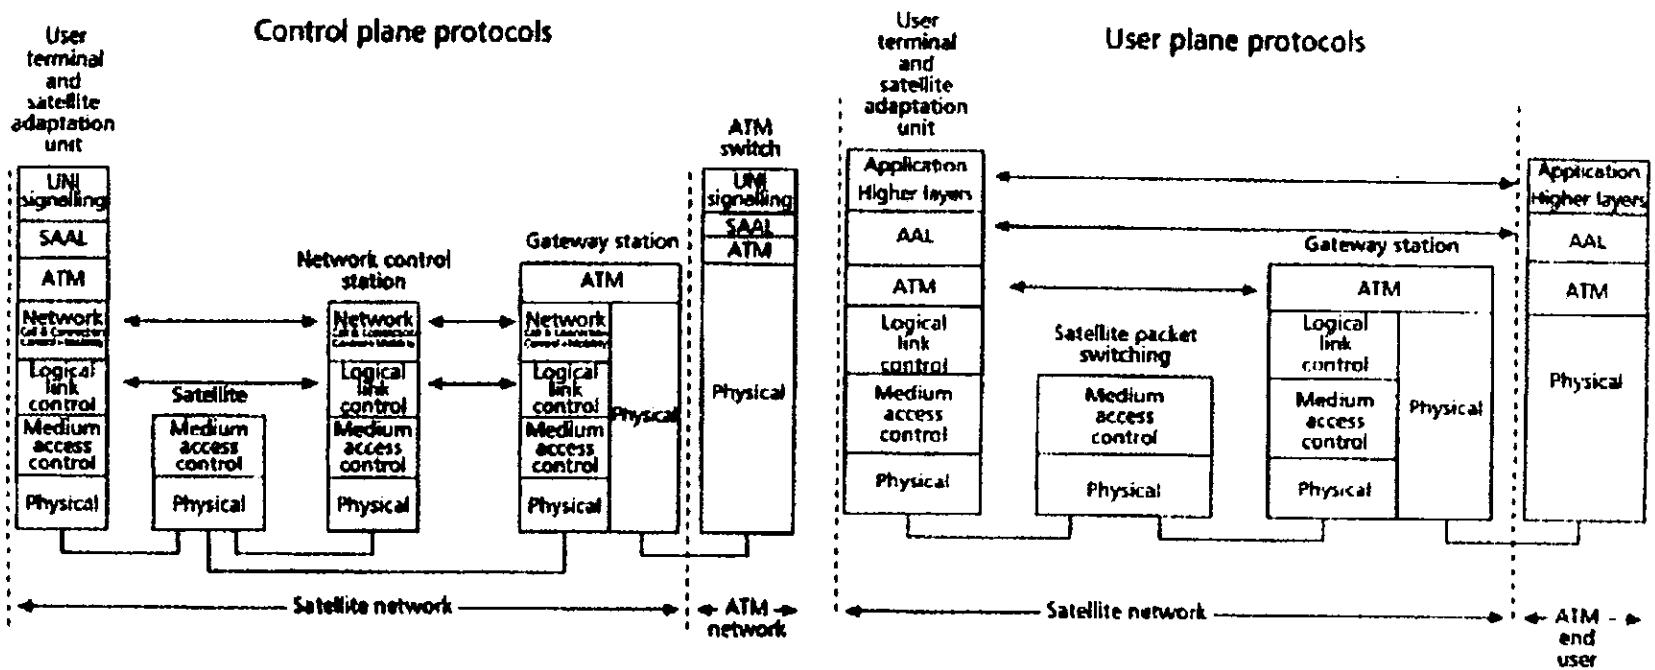 Control plane protocols
User
terminal
and
satellite
adaptation
unit
UNI
signalling
SAAL
ATM
Network
Logical
link
control
Medium
access
control
Physical
Satellite
Medium
access
control
Physical
Network control
station
Network
Logical
link
control
Medium
access
control
Physical
Gateway station
ATM
Network
Logical
link
control
Medium
access
control
Physical
Physical
ATM
switch
UNI
signalling
SAAL
ATM
Physical
Satellite network
ATM
network
User plane protocols
User
terminal
and
satellite
adaptation
unit
Application
Higher layers
AAL
ATM
Logical
link
control
Medium
access
control
Physical
Satellite packet
switching
Medium
access
control
Physical
Gateway station
ATM
Logical
link
control
Medium
access
control
Physical
Physical
Application
Higher layers
AAL
ATM
Physical
Satellite network
ATM
end
user